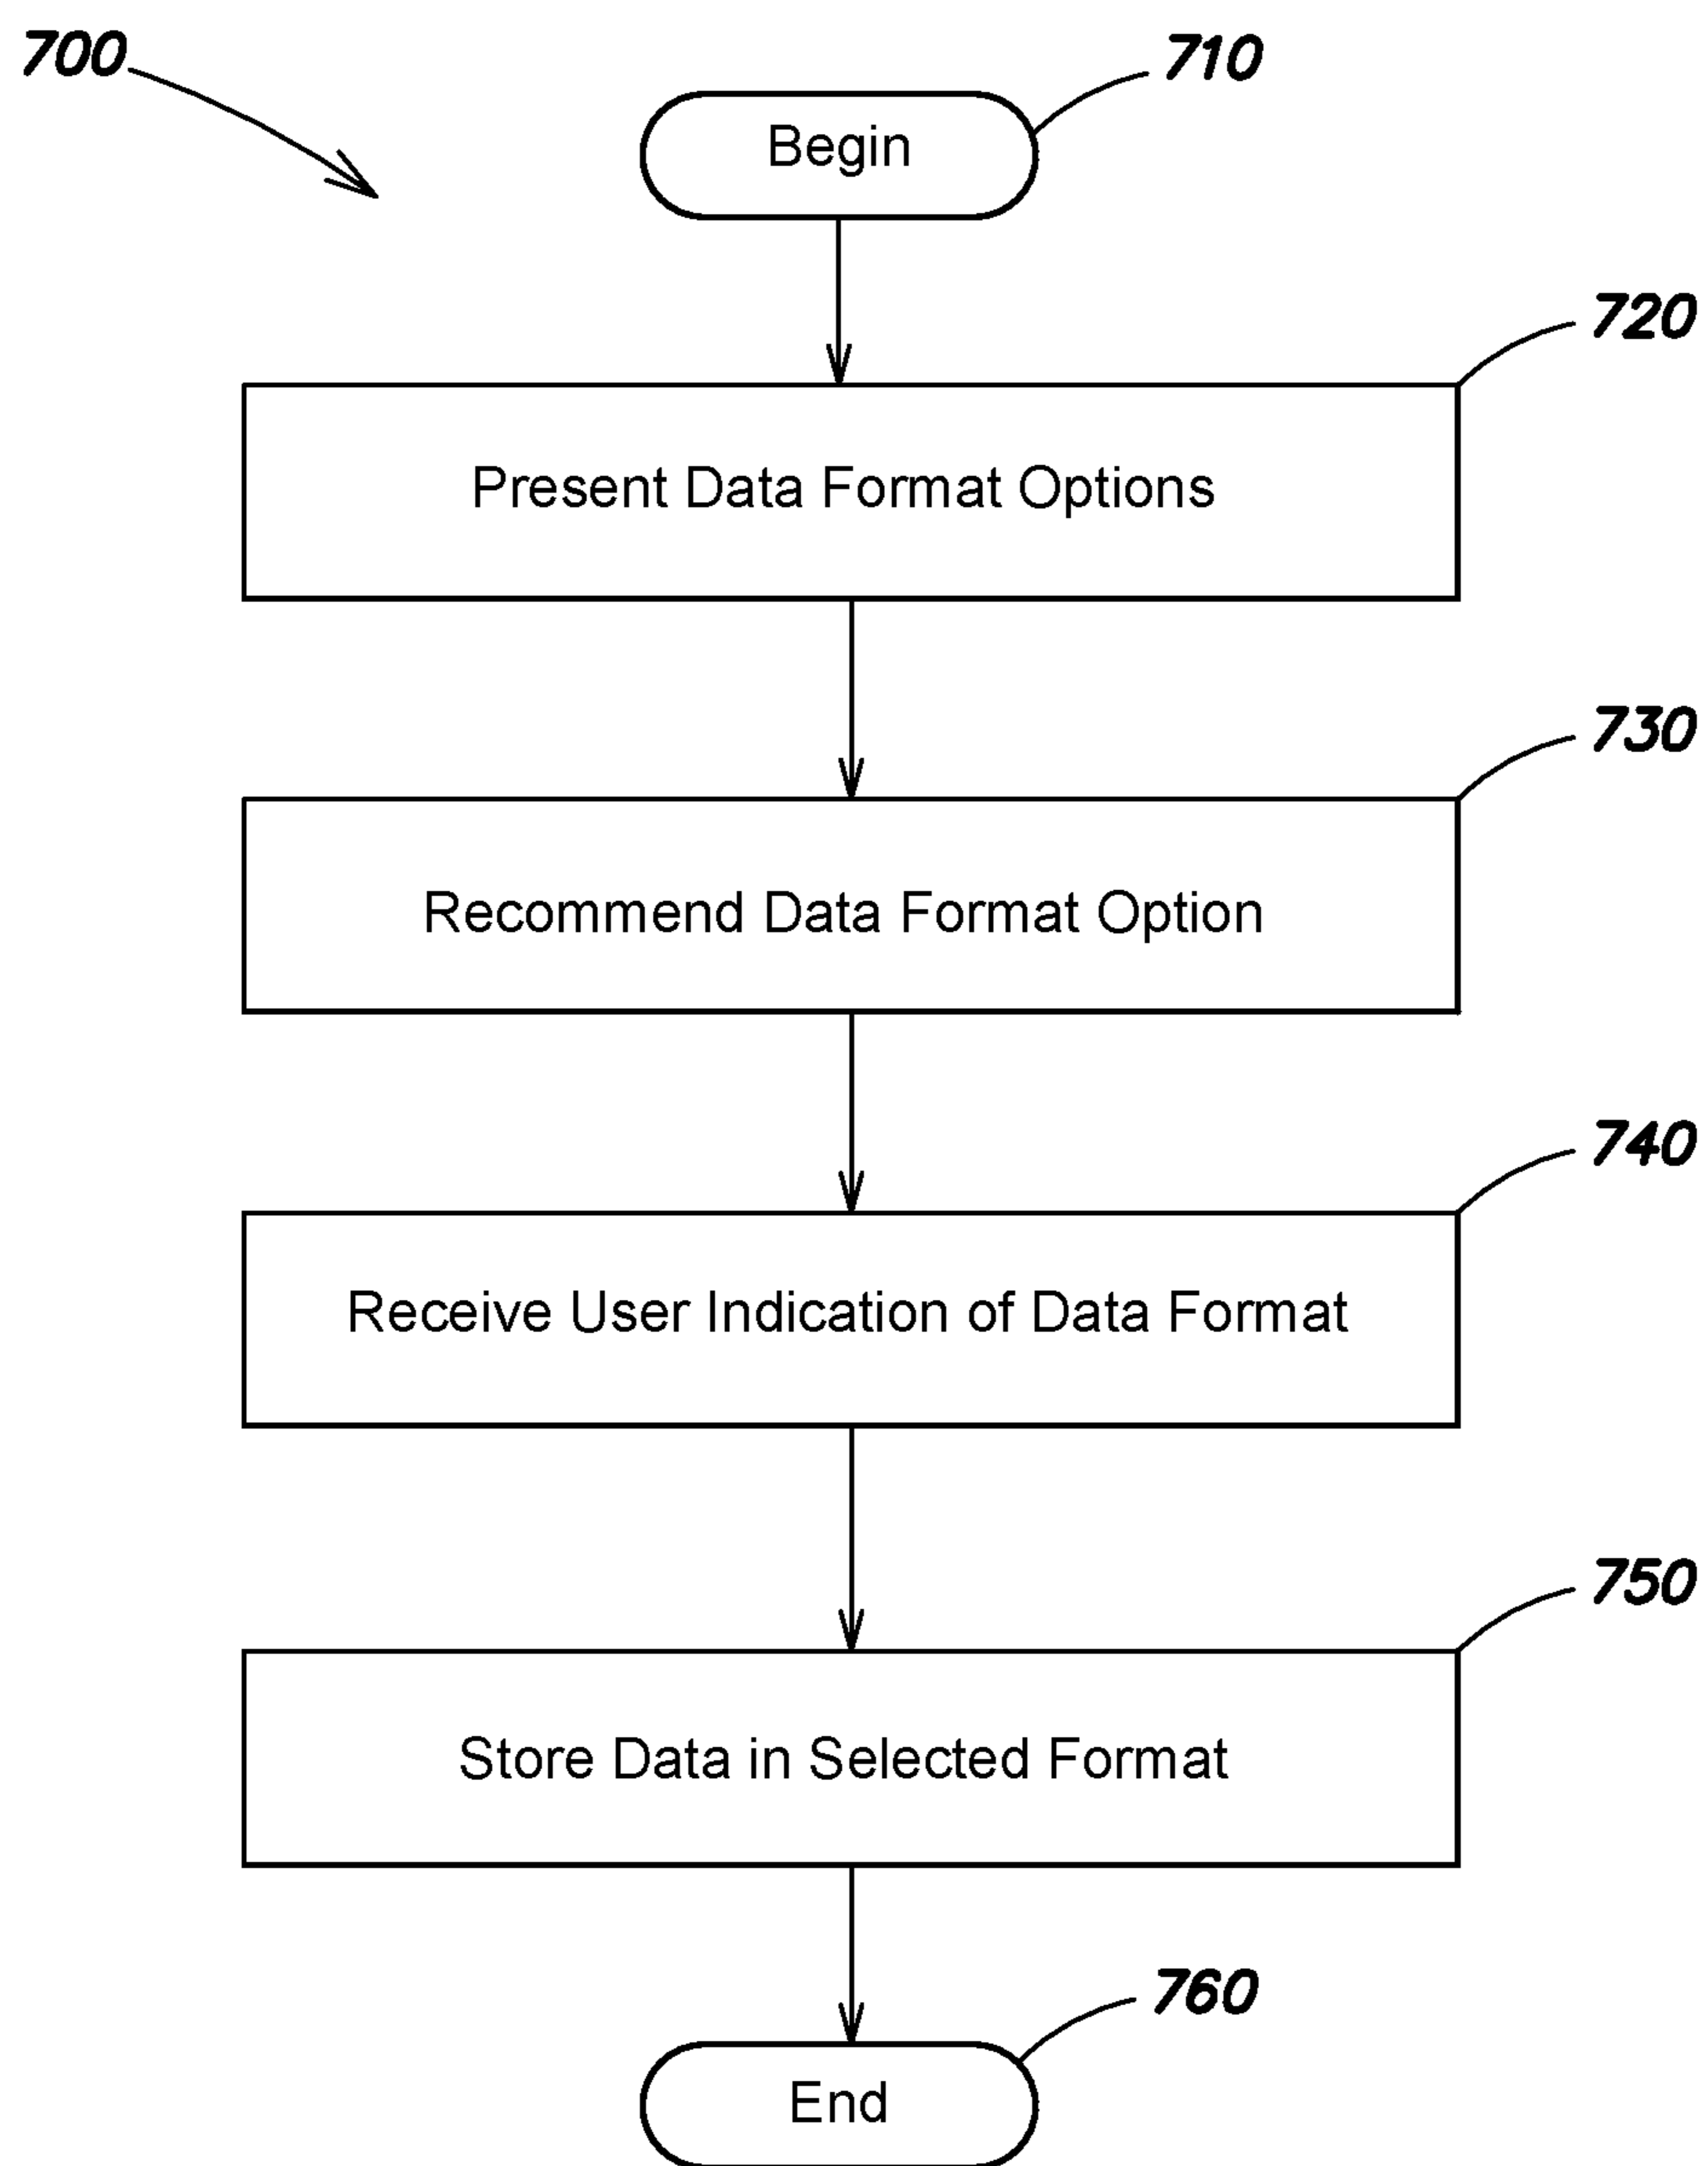 700
710
Begin
720
Present Data Format Options
730
Recommend Data Format Option
740
Receive User Indication of Data Format
750
Store Data in Selected Format
760
End